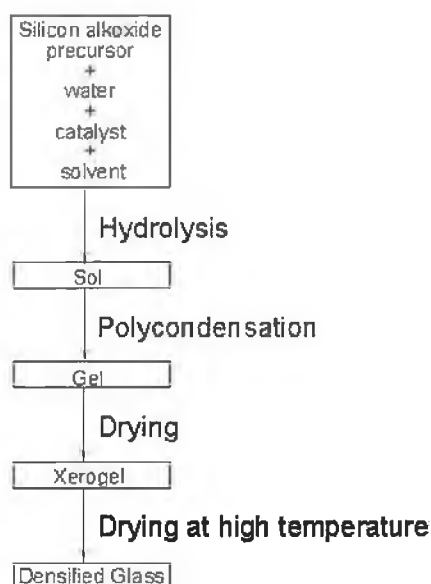 Silicon alkoxide
precursor
+
water
+
catalyst
+
solvent
Hydrolysis
Sol
Polycondensation
Gel
Drying
Xerogel
Drying at high temperature
Densified Glass